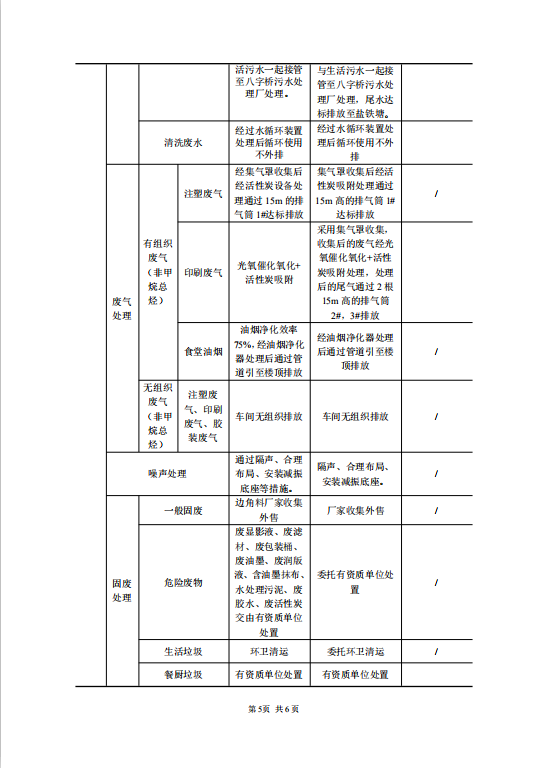 活污水一起接管
至八字桥污水处
理厂处理。
与生活污水一起接
管至八字桥污水处
理厂处理，尾水达
标排放至盐铁塘。
清洗废水
经过水循环装置
处理后循环使用
不外排
经过水循环装置处
理后循环使用不外
排
废气
处理
有组织
废气
（非甲
烷总
烃）
注塑废气
经集气罩收集后
经活性炭设备处
理通过 15m 的排
气筒 1#达标排放
集气罩收集后经活
性炭吸附处理通过
15m 高的排气筒 1#
达标排放
/
印刷废气
光氧催化氧化+
活性炭吸附
采用集气罩收集，
收集后的废气经光
氧催化氧化+活性
炭吸附处理，处理
后的尾气通过 2 根
15m 高的排气筒
2#，3#排放
食堂油烟
油烟净化效率
75%，经油烟净化
器处理后通过管
道引至楼顶排放
经油烟净化器处理
后通过管道引至楼
顶排放
/
无组织
废气
（非甲
烷总
烃）
注塑废
气、印刷
废气、胶
装废气
车间无组织排放
车间无组织排放
/
噪声处理
通过隔声、合理
布局、安装减振
底座等措施。
隔声、合理布局、
安装减振底座。
/
固废
处理
一般固废
边角料厂家收集
外售
厂家收集外售
/
危险废物
废显影液、废滤
材、废包装桶、
废油墨、废润版
液、含油墨抹布、
水处理污泥、废
胶水、废活性炭
交由有资质单位
处置
委托有资质单位处
置
/
生活垃圾
环卫清运
委托环卫清运
/
餐厨垃圾
有资质单位处置
有资质单位处置
第 5页 共 6 页